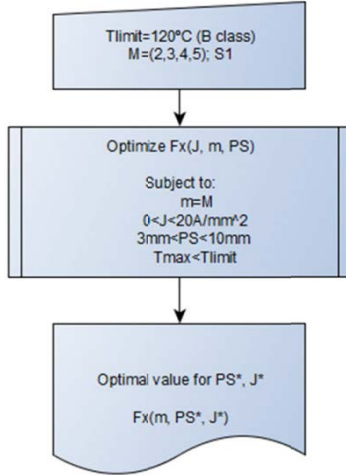 Tlimit=120ºC (B class)
M=(2,3,4,5); S1
Optimize Fx(J, m, PS)
Subject to:
m=M
0<J<20A/mm^2
3mm<PS<10mm
Tmax<Tlimit
Optimal value for PS*, J*
Fx(m, PS*, J*)